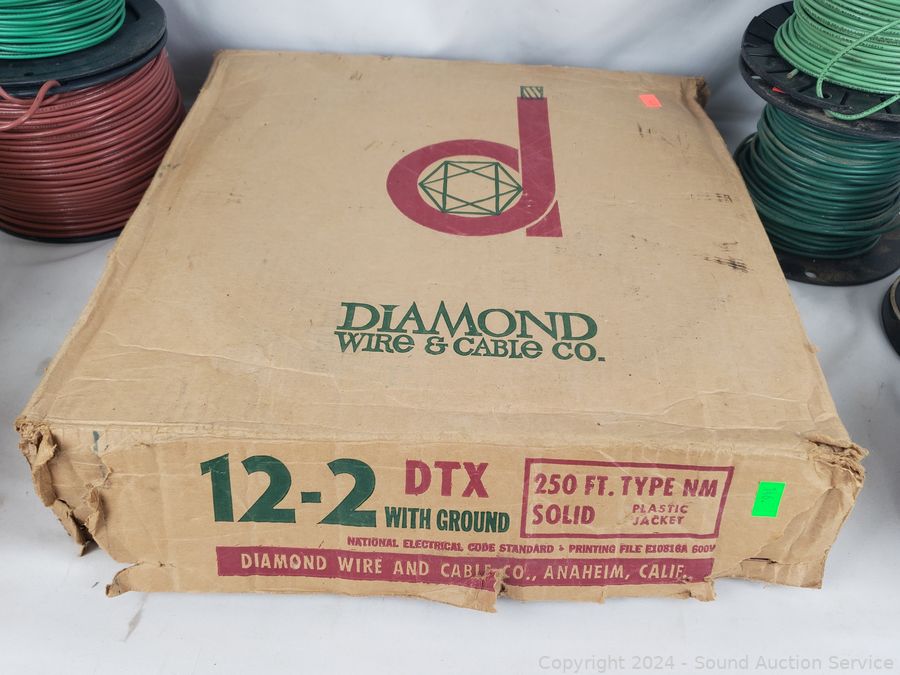 DIAMOND
WIRE & CABLE CO.
12-2 DTX
WITH GROUND
250 FT. TYPE NM
SOLID PLASTIC JACKET
NATIONAL ELECTRICAL CODE STANDARD • PRINTING FILE E10816A 600V
DIAMOND WIRE AND CABLE CO., ANAHEIM, CALIF.
Copyright © 2024 - Sound Auction Service